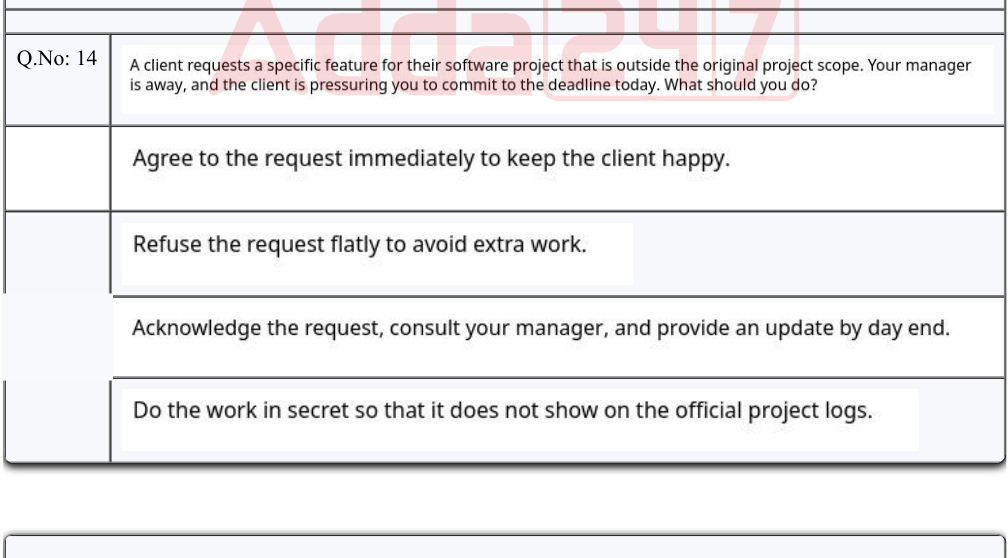 Adda247
Q.No: 14
A client requests a specific feature for their software project that is outside the original project scope. Your manager
is away, and the client is pressuring you to commit to the deadline today. What should you do?
Agree to the request immediately to keep the client happy.
Refuse the request flatly to avoid extra work.
Acknowledge the request, consult your manager, and provide an update by day end.
Do the work in secret so that it does not show on the official project logs.